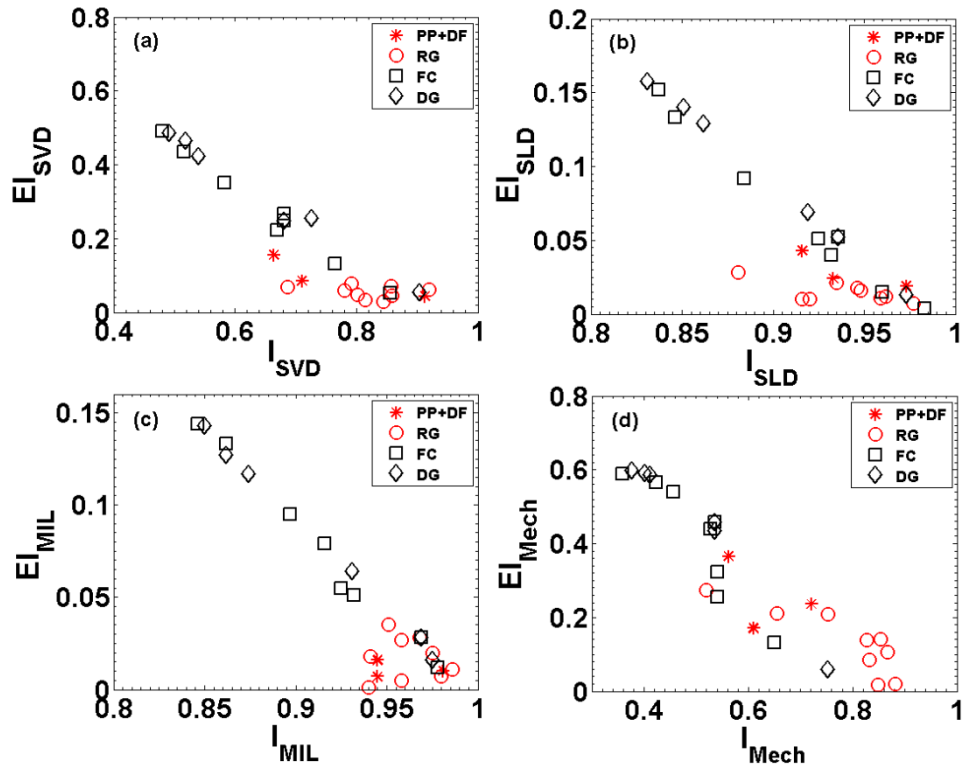 (a)
PP+DF
RG
FC
DG
0.8
0.6
0.4
0.2
0
EI_SVD
0.4 0.6 0.8 1
I_SVD
(b)
PP+DF
RG
FC
DG
0.2
0.15
0.1
0.05
0
EI_SLD
0.8 0.85 0.9 0.95 1
I_SLD
(c)
PP+DF
RG
FC
DG
0.15
0.1
0.05
0
EI_MIL
0.8 0.85 0.9 0.95 1
I_MIL
(d)
PP+DF
RG
FC
DG
0.8
0.6
0.4
0.2
0
EI_Mech
0.4 0.6 0.8 1
I_Mech